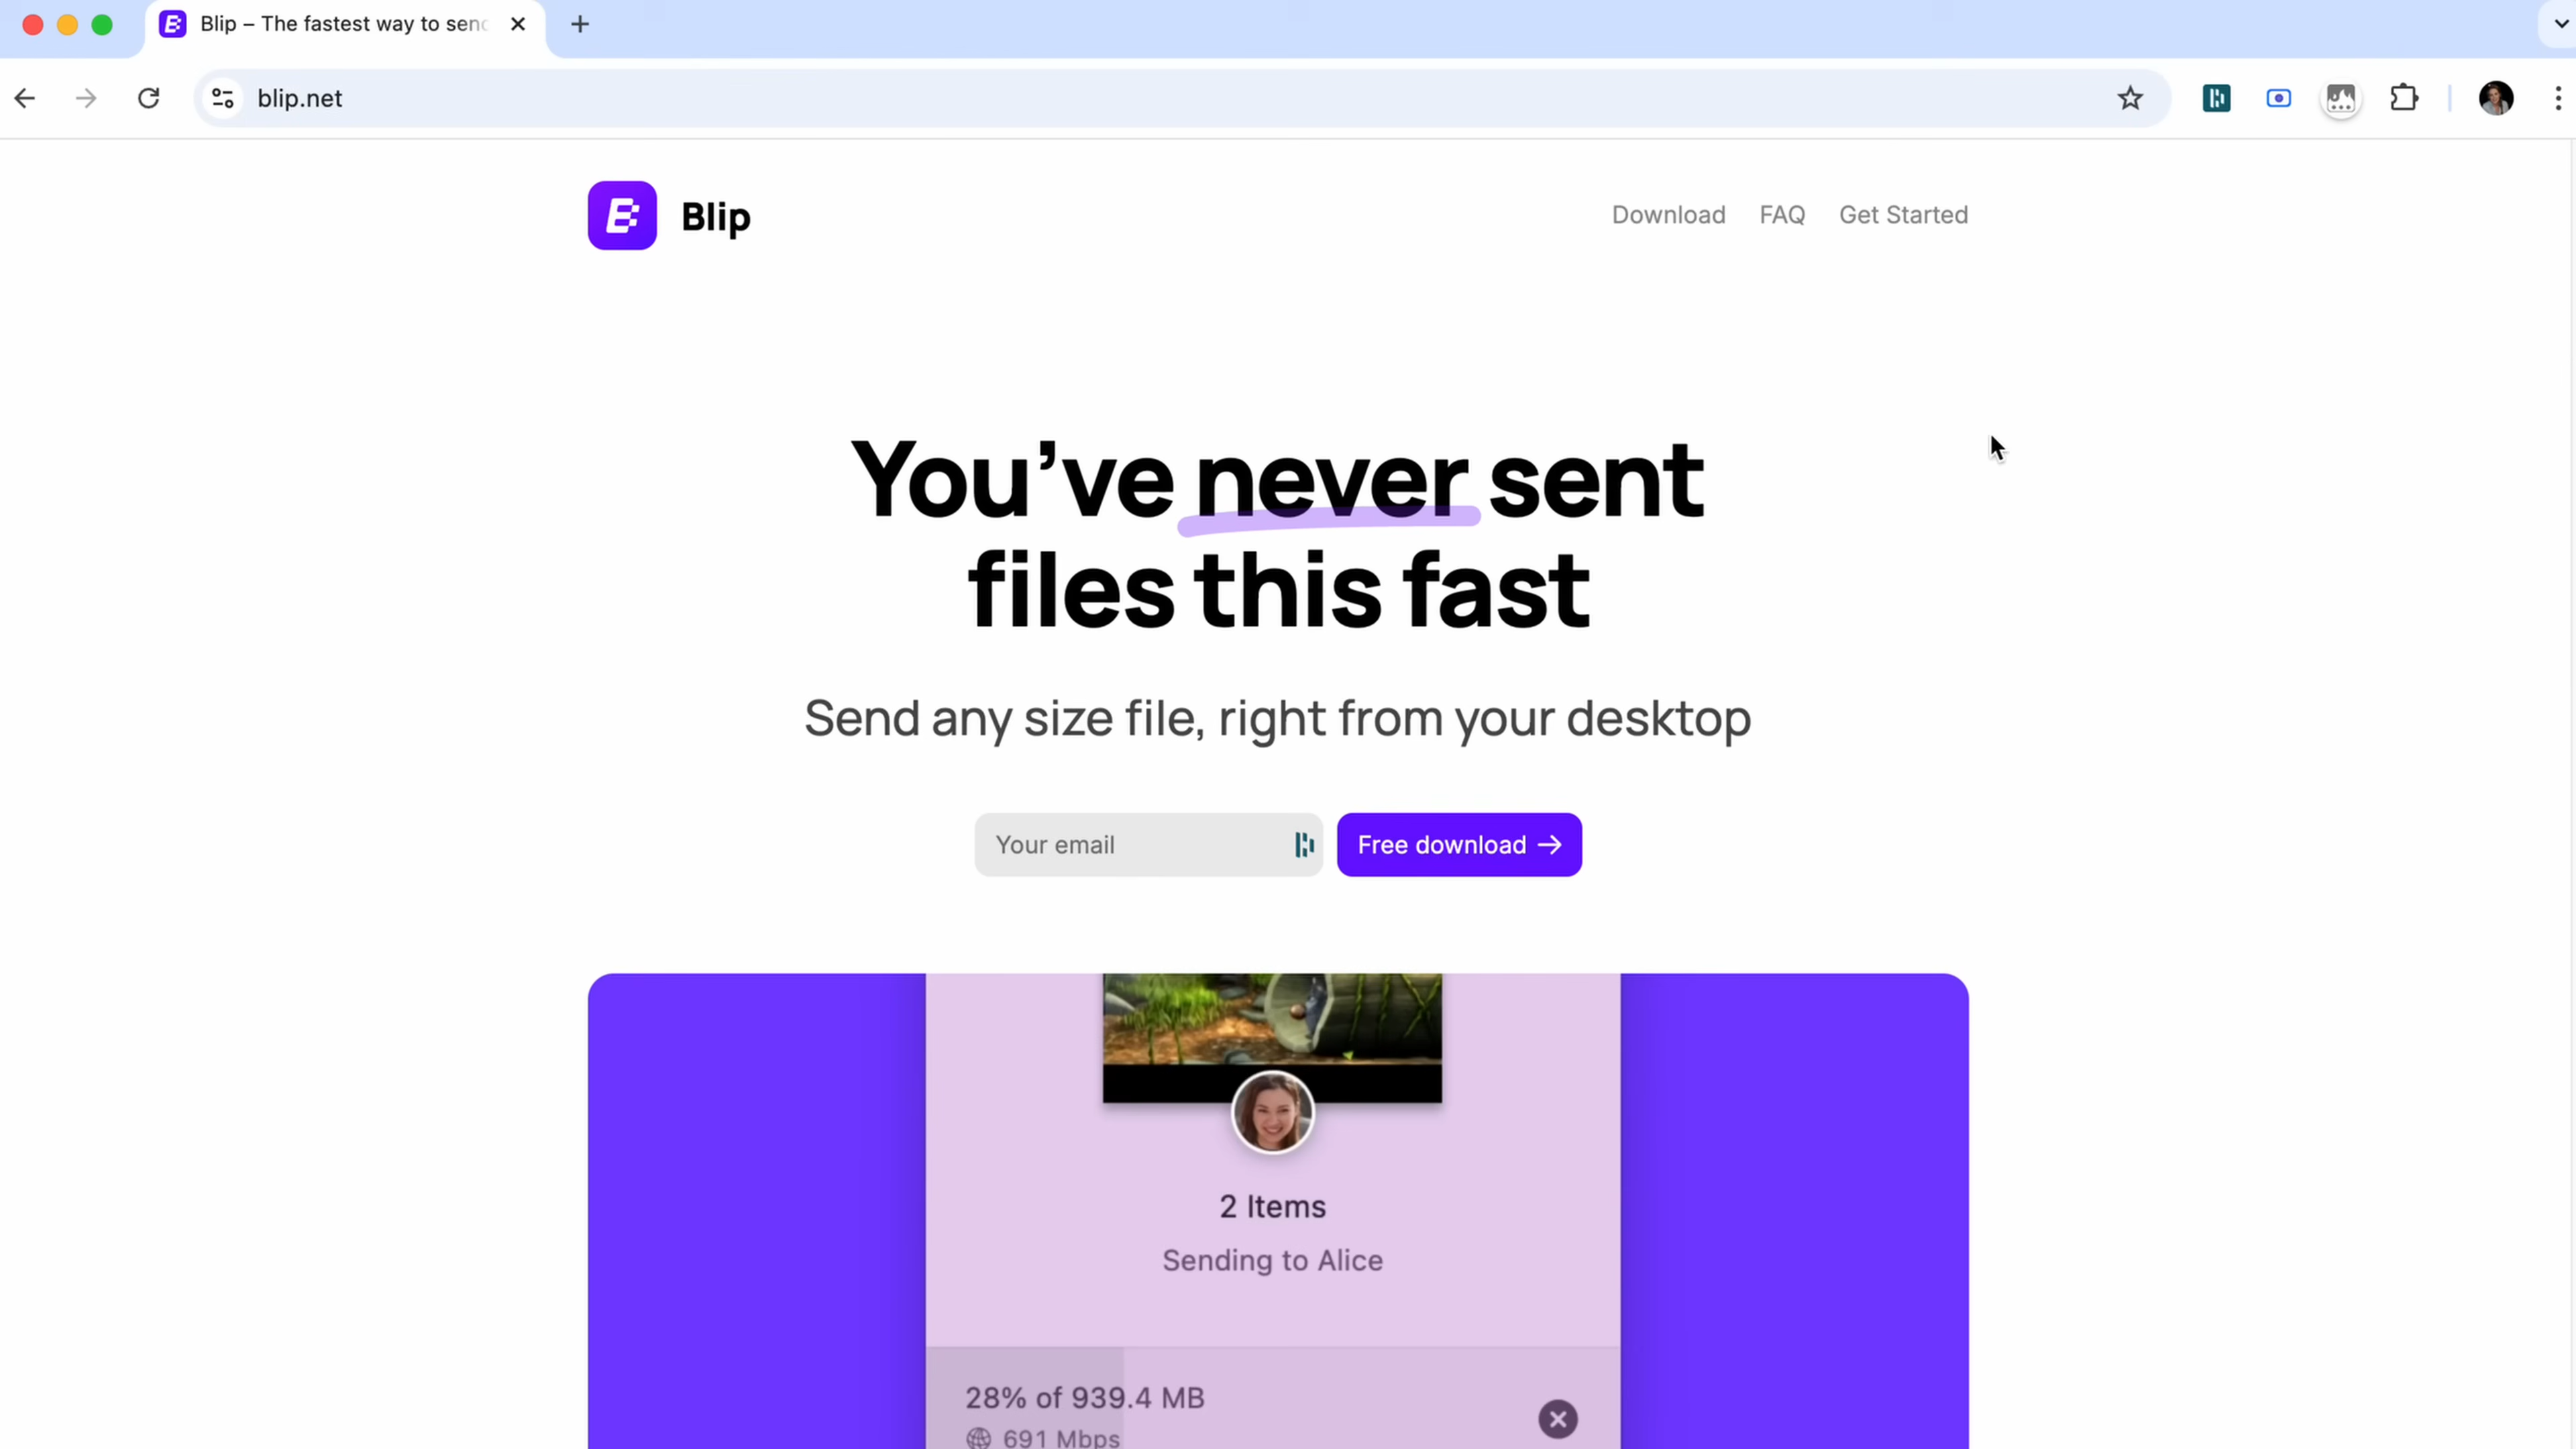 Blip – The fastest way to send
blip.net
Blip
Download FAQ Get Started
You’ve never sent
files this fast
Send any size file, right from your desktop
Your email
Free download →
2 Items
Sending to Alice
28% of 939.4 MB
691 Mbps